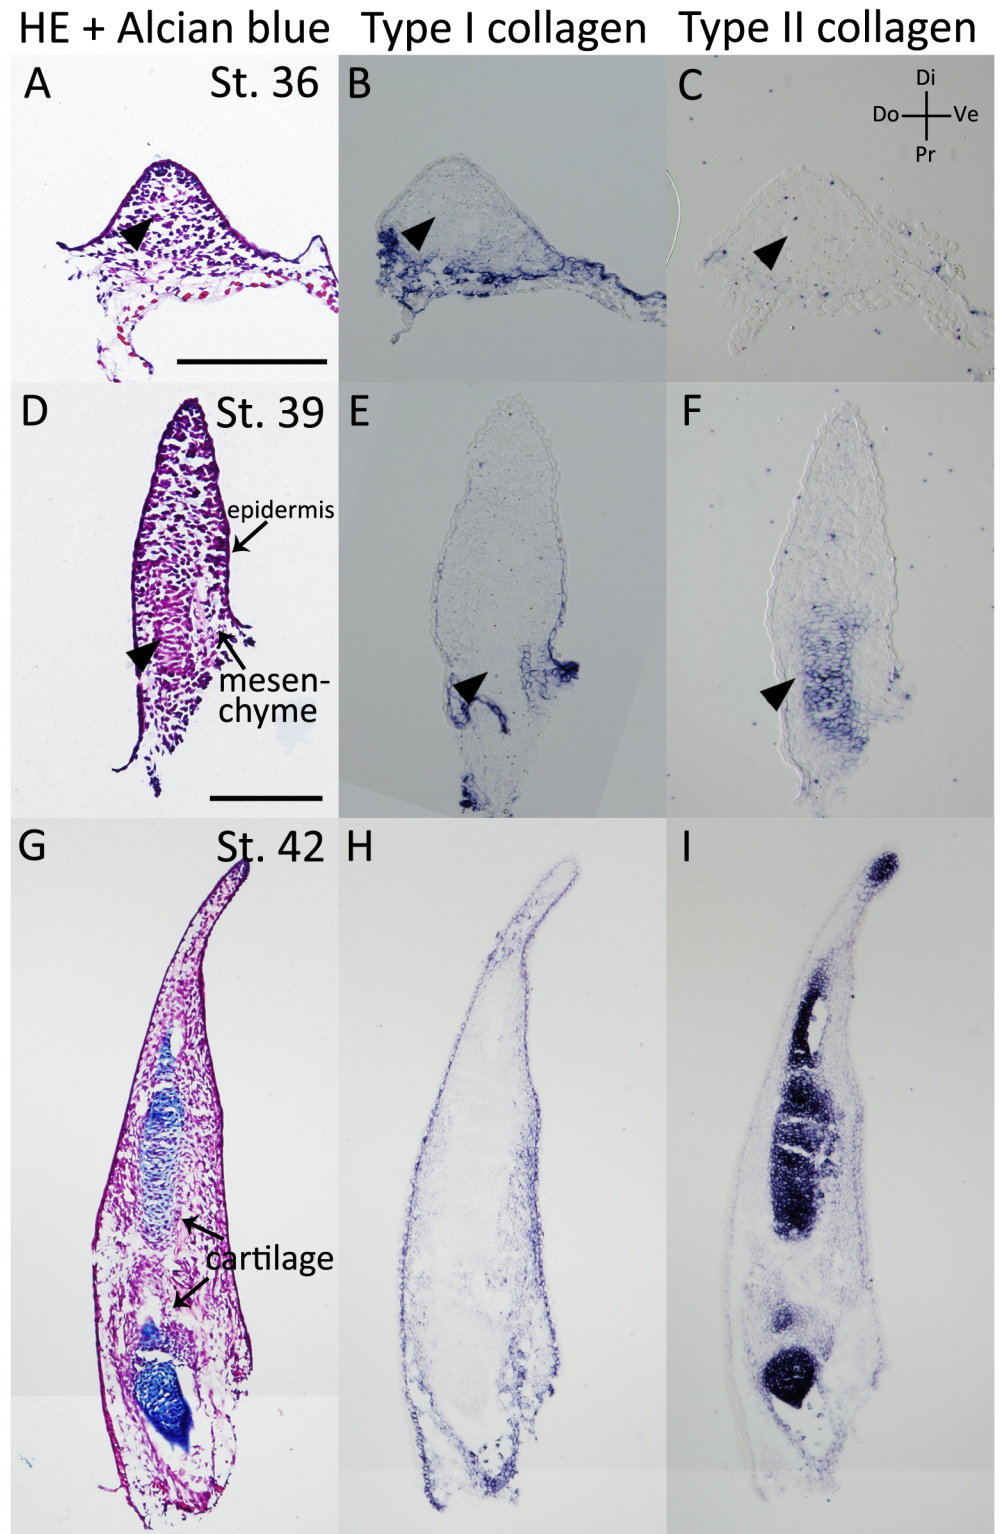 HE + Alcian blue Type I collagen Type II collagen
A St. 36 B C
Di
Do Ve
Pr
D St. 39 E F
epidermis
mesen-
chyme
G St. 42 H I
cartilage